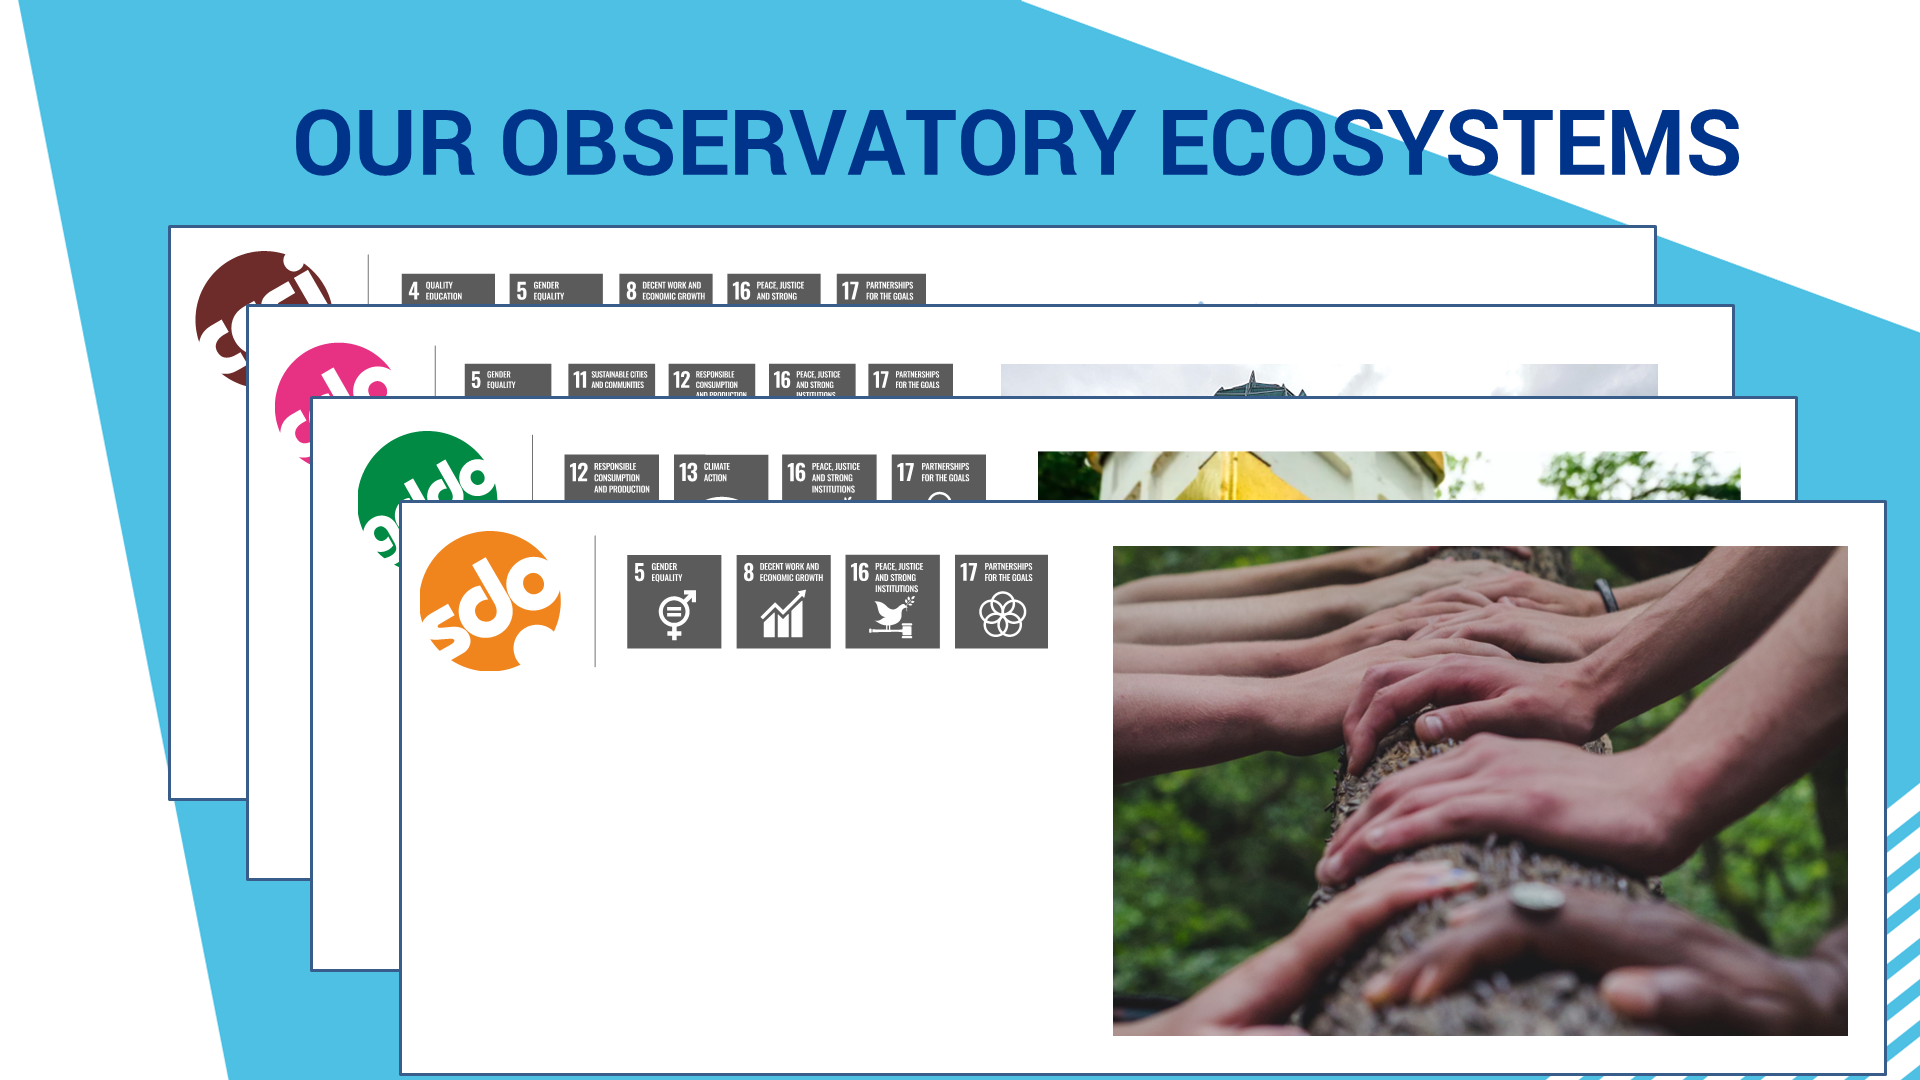 OUR OBSERVATORY ECOSYSTEMS
4 QUALITY
EDUCATION
5 GENDER
EQUALITY
8 DECENT WORK AND
ECONOMIC GROWTH
16 PEACE, JUSTICE
AND STRONG
17 PARTNERSHIPS
FOR THE GOALS
5 GENDER
EQUALITY
11 SUSTAINABLE CITIES
AND COMMUNITIES
12 RESPONSIBLE
CONSUMPTION
AND PRODUCTION
16 PEACE, JUSTICE
AND STRONG
INSTITUTIONS
17 PARTNERSHIPS
FOR THE GOALS
12 RESPONSIBLE
CONSUMPTION
AND PRODUCTION
13 CLIMATE
ACTION
16 PEACE, JUSTICE
AND STRONG
INSTITUTIONS
17 PARTNERSHIPS
FOR THE GOALS
sdo
5 GENDER
EQUALITY
8 DECENT WORK AND
ECONOMIC GROWTH
16 PEACE, JUSTICE
AND STRONG
INSTITUTIONS
17 PARTNERSHIPS
FOR THE GOALS